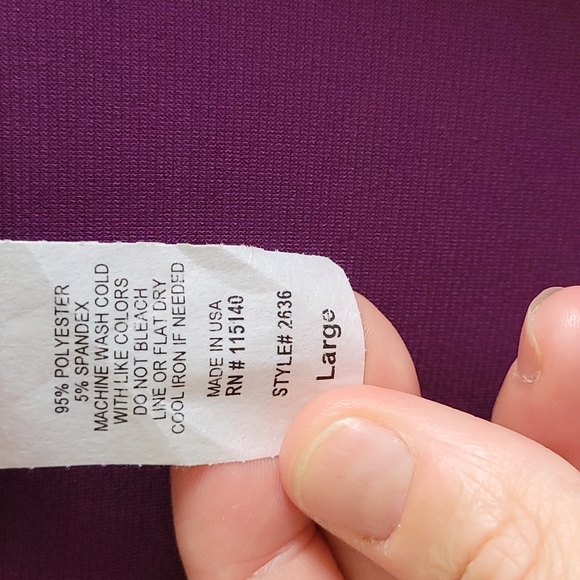 95% POLYESTER
5% SPANDEX
MACHINE WASH COLD
WITH LIKE COLORS
DO NOT BLEACH
LINE OR FLAT DRY
COOL IRON IF NEEDED
MADE IN USA
RN# 115140
STYLE# 2636
Large